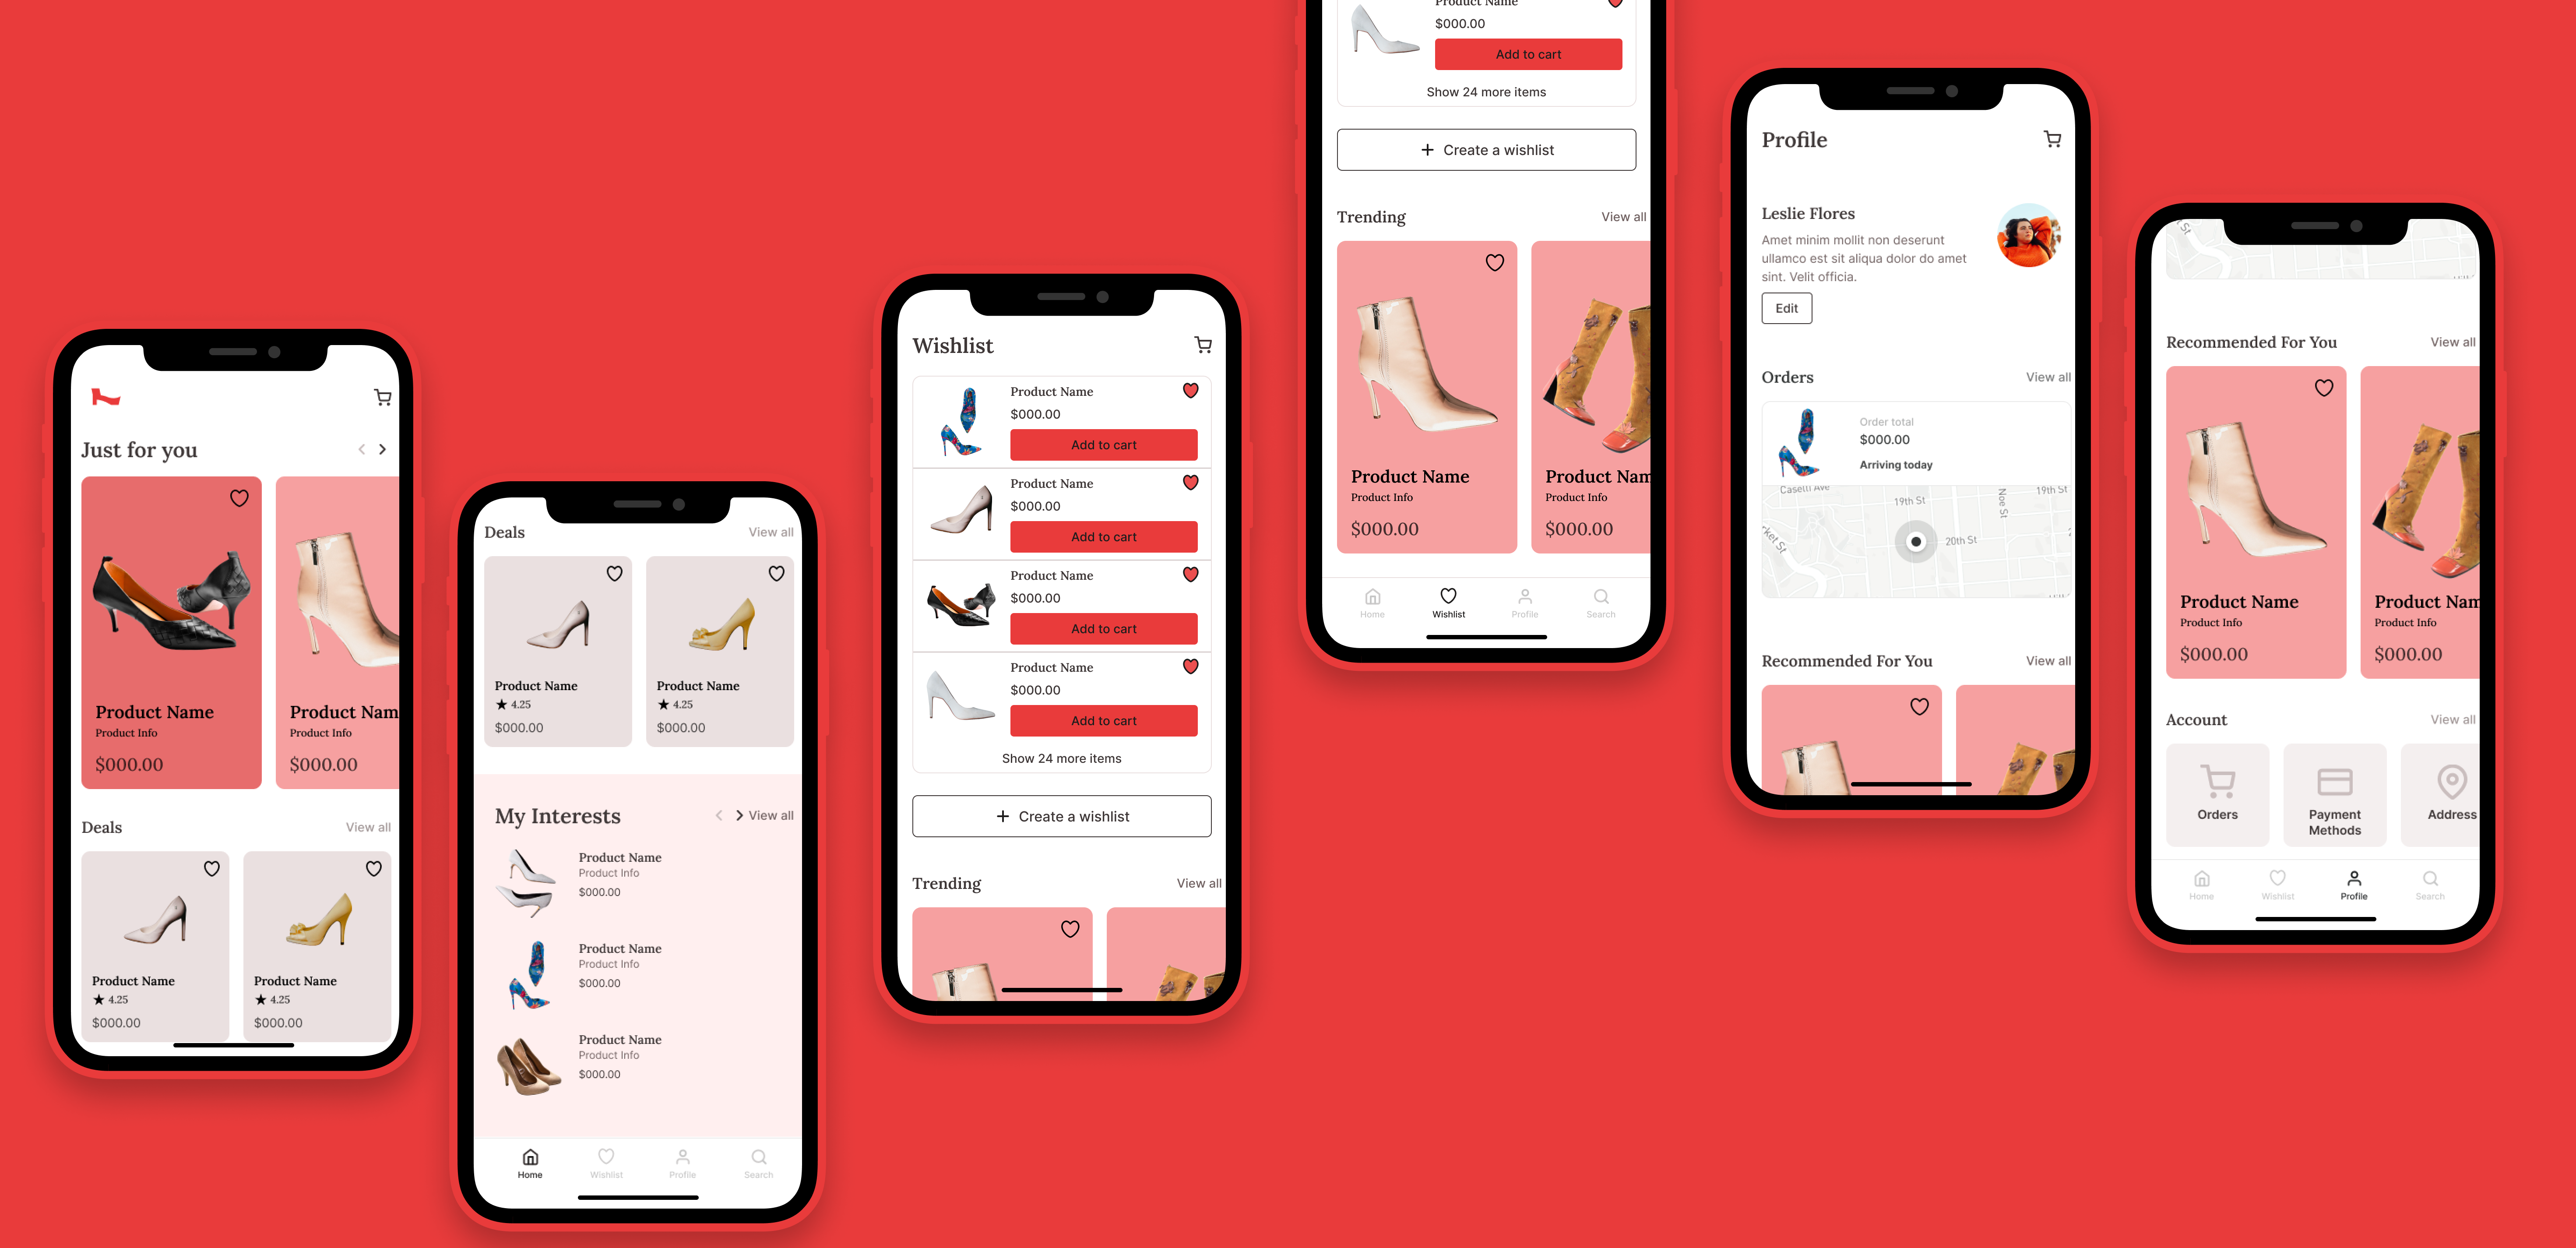 Just for you
Product Name
Product Info
$000.00
Product Nam
Product Info
$000.00
Deals
View all
Product Name
4.25
$000.00
Product Name
4.25
$000.00
Deals
View all
Product Name
4.25
$000.00
Product Name
4.25
$000.00
My Interests
View all
Product Name
Product Info
$000.00
Product Name
Product Info
$000.00
Product Name
Product Info
$000.00
Home
Wishlist
Profile
Search
Wishlist
Product Name
$000.00
Add to cart
Product Name
$000.00
Add to cart
Product Name
$000.00
Add to cart
Product Name
$000.00
Add to cart
Show 24 more items
+ Create a wishlist
Trending
View all
Product Name
$000.00
Add to cart
Show 24 more items
+ Create a wishlist
Trending
View all
Product Name
Product Info
$000.00
Product Nam
Product Info
$000.00
Home
Wishlist
Profile
Search
Profile
Leslie Flores
Amet minim mollit non deserunt
ullamco est sit aliqua dolor do amet
sint. Velit officia.
Edit
Orders
View all
Order total
$000.00
Arriving today
Caselli Ave
19th St
Noe St
19th St
ket St
20th St
Recommended For You
View all
St
Recommended For You
View all
Product Name
Product Info
$000.00
Product Nam
Product Info
$000.00
Account
View all
Orders
Payment
Methods
Address
Home
Wishlist
Profile
Search